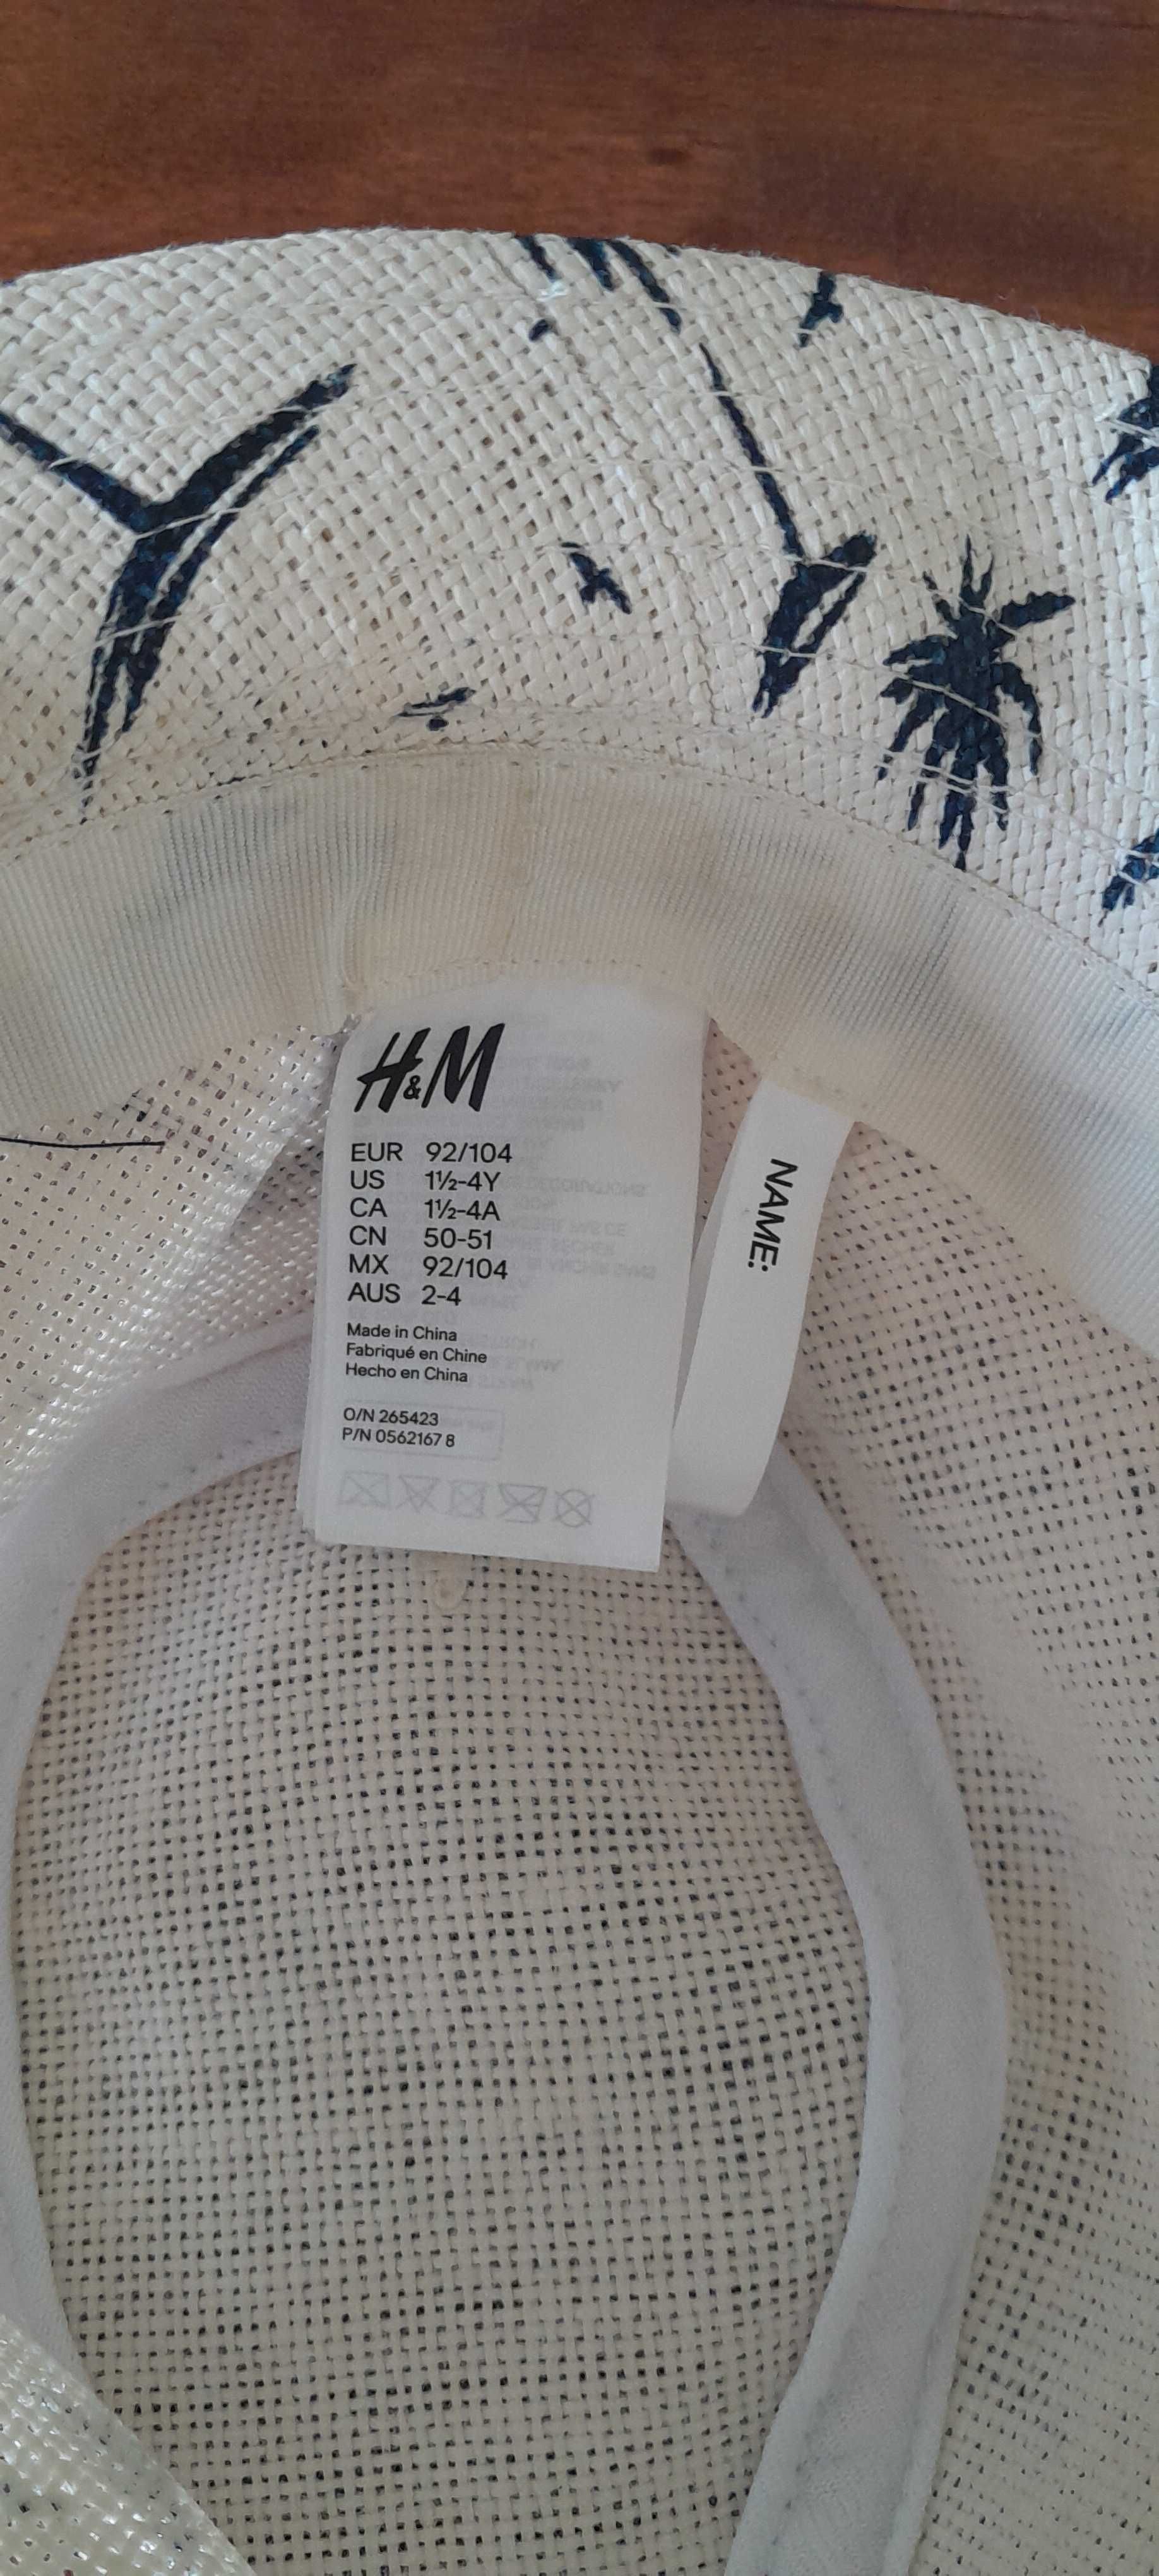 H&M
EUR 92/104
US 1½-4Y
CA 1½-4A
CN 50-51
MX 92/104
AUS 2-4
Made in China
Fabriqué en Chine
Hecho en China
O/N 265423
P/N 0562167 8
NAME: